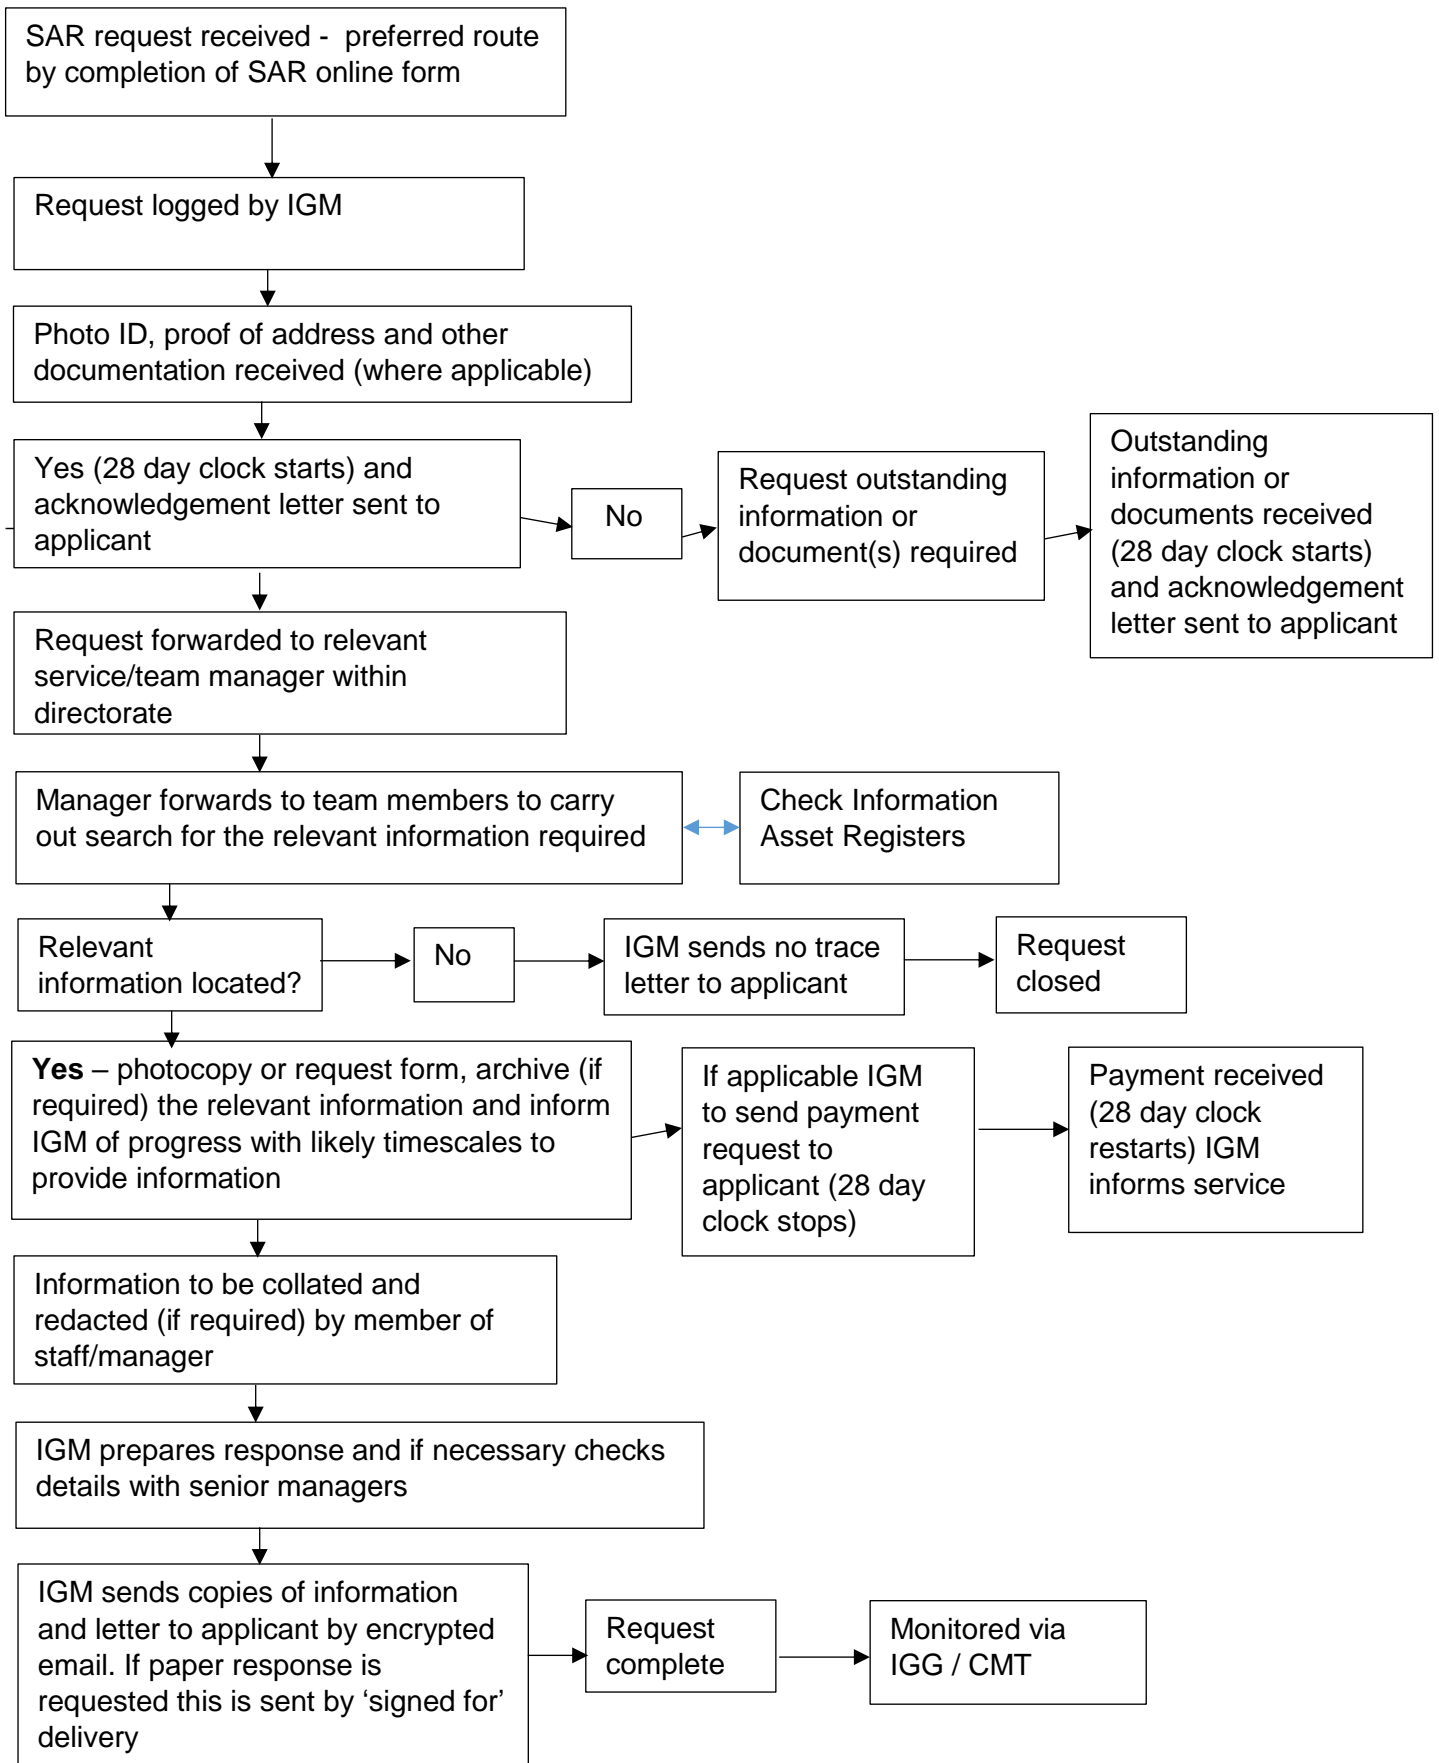 SAR request received -  preferred route
by completion of SAR online form
Request logged by IGM
Photo ID, proof of address and other
documentation received (where applicable)
Yes (28 day clock starts) and
acknowledgement letter sent to
applicant
No
Request outstanding
information or
document(s) required
Outstanding
information or
documents received
(28 day clock starts)
and acknowledgement
letter sent to applicant
Request forwarded to relevant
service/team manager within
directorate
Manager forwards to team members to carry
out search for the relevant information required
Check Information
Asset Registers
Relevant
information located?
No
IGM sends no trace
letter to applicant
Request
closed
Yes – photocopy or request form, archive (if
required) the relevant information and inform
IGM of progress with likely timescales to
provide information
If applicable IGM
to send payment
request to
applicant (28 day
clock stops)
Payment received
(28 day clock
restarts) IGM
informs service
Information to be collated and
redacted (if required) by member of
staff/manager
IGM prepares response and if necessary checks
details with senior managers
IGM sends copies of information
and letter to applicant by encrypted
email. If paper response is
requested this is sent by ‘signed for’
delivery
Request
complete
Monitored via
IGG / CMT